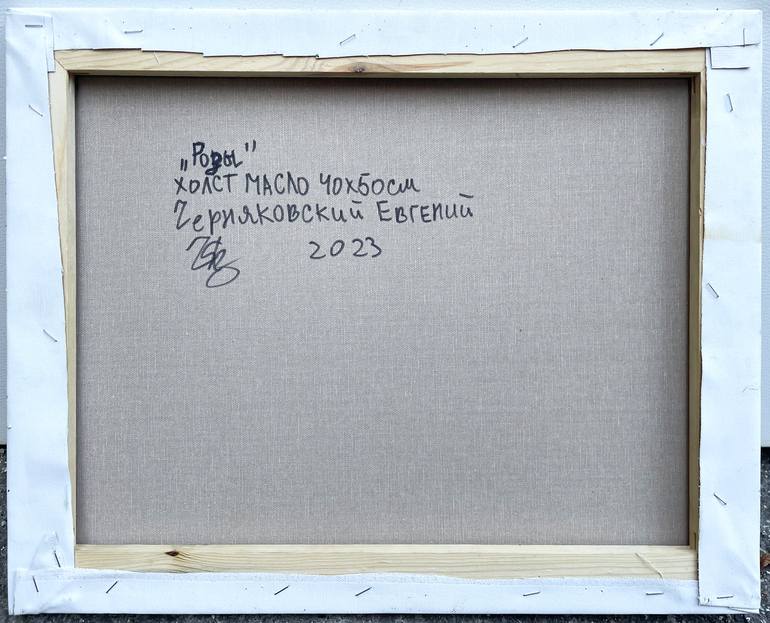 „Розы"
ХОЛСТ МАСЛО 40х50см
Черняковский Евгений
2023